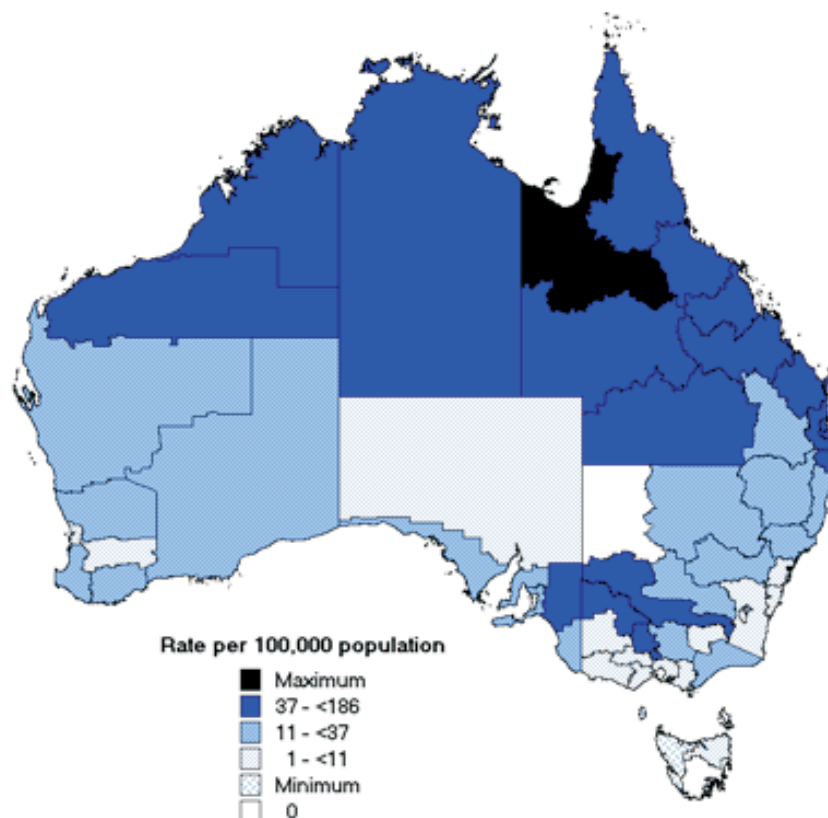 Rate per 100,000 population
Maximum
37 - <186
11 - <37
1 - <11
Minimum
0